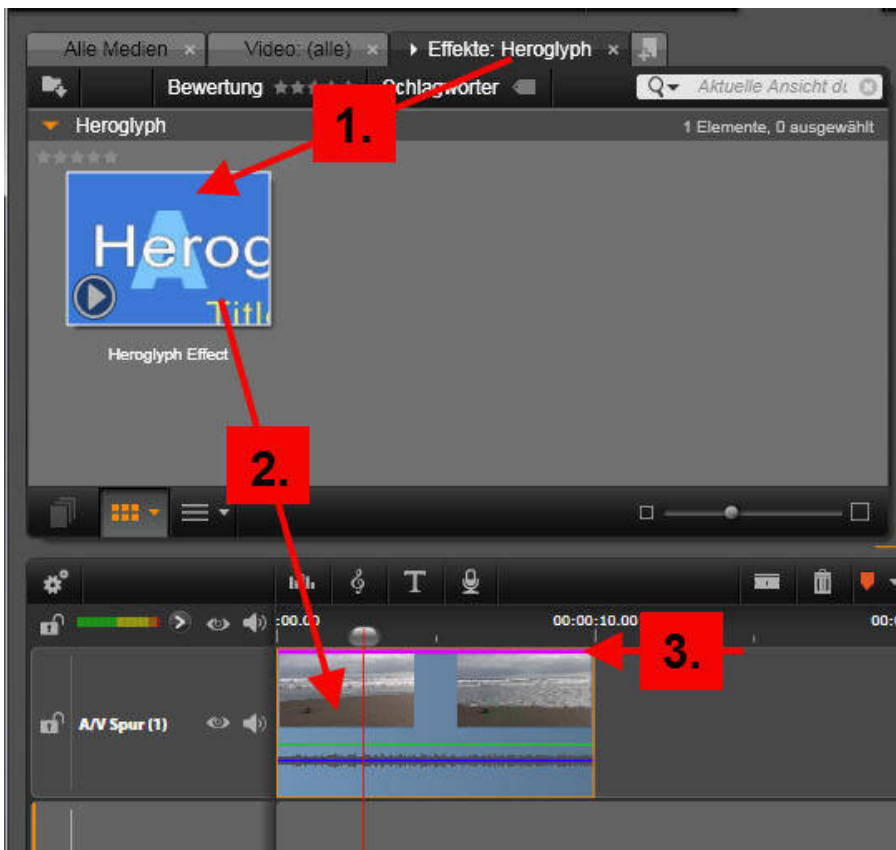 Alle Medien × Video: (alle) × Effekte: Heroglyph ×
Bewertung Schlagwörter Aktuelle Ansicht
1.
Heroglyph 1 Elemente, 0 ausgewählt
A
Herog
Title
Heroglyph Effect
2.
T
:00.00 00:00:10.00 00:
3.
A/V Spur (1)